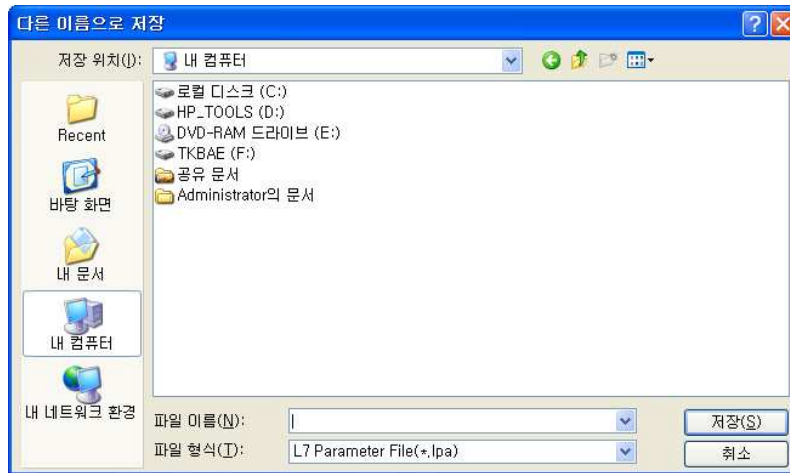 다른 이름으로 저장
저장 위치(I):
내 컴퓨터
Recent
바탕 화면
내 문서
내 컴퓨터
내 네트워크 환경
로컬 디스크 (C:)
HP_TOOLS (D:)
DVD-RAM 드라이브 (E:)
TKBAE (F:)
공유 문서
Administrator의 문서
파일 이름(N):
저장(S)
파일 형식(T):
L7 Parameter File(*.lpa)
취소